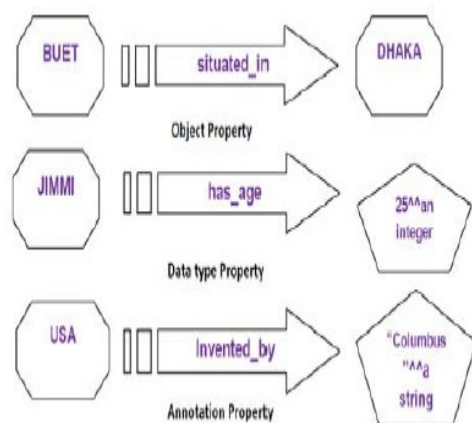 BUET
situated_in
DHAKA
Object Property
JIMMI
has_age
25^^an
integer
Data type Property
USA
Invented_by
"Columbus
"^^a
string
Annotation Property